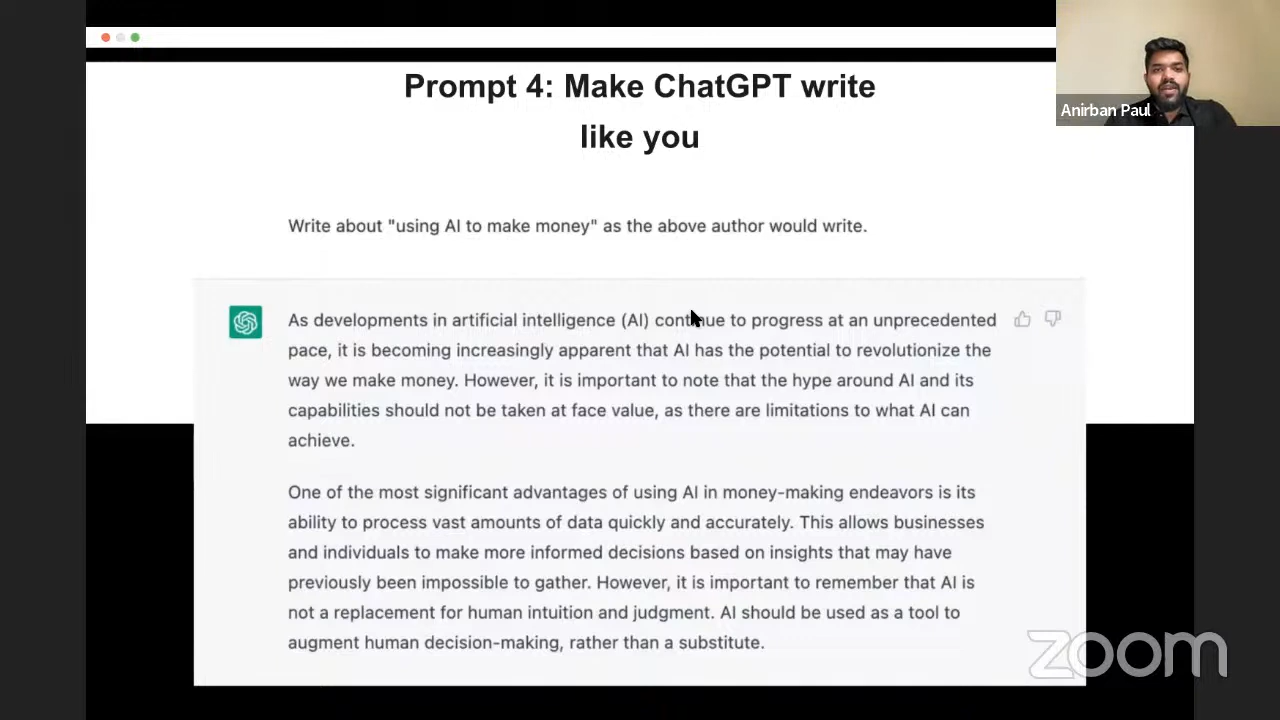 Prompt 4: Make ChatGPT write
like you
Anirban Paul
Write about "using AI to make money" as the above author would write.
As developments in artificial intelligence (AI) continue to progress at an unprecedented
pace, it is becoming increasingly apparent that AI has the potential to revolutionize the
way we make money. However, it is important to note that the hype around AI and its
capabilities should not be taken at face value, as there are limitations to what AI can
achieve.
One of the most significant advantages of using AI in money-making endeavors is its
ability to process vast amounts of data quickly and accurately. This allows businesses
and individuals to make more informed decisions based on insights that may have
previously been impossible to gather. However, it is important to remember that AI is
not a replacement for human intuition and judgment. AI should be used as a tool to
augment human decision-making, rather than a substitute.
zoom